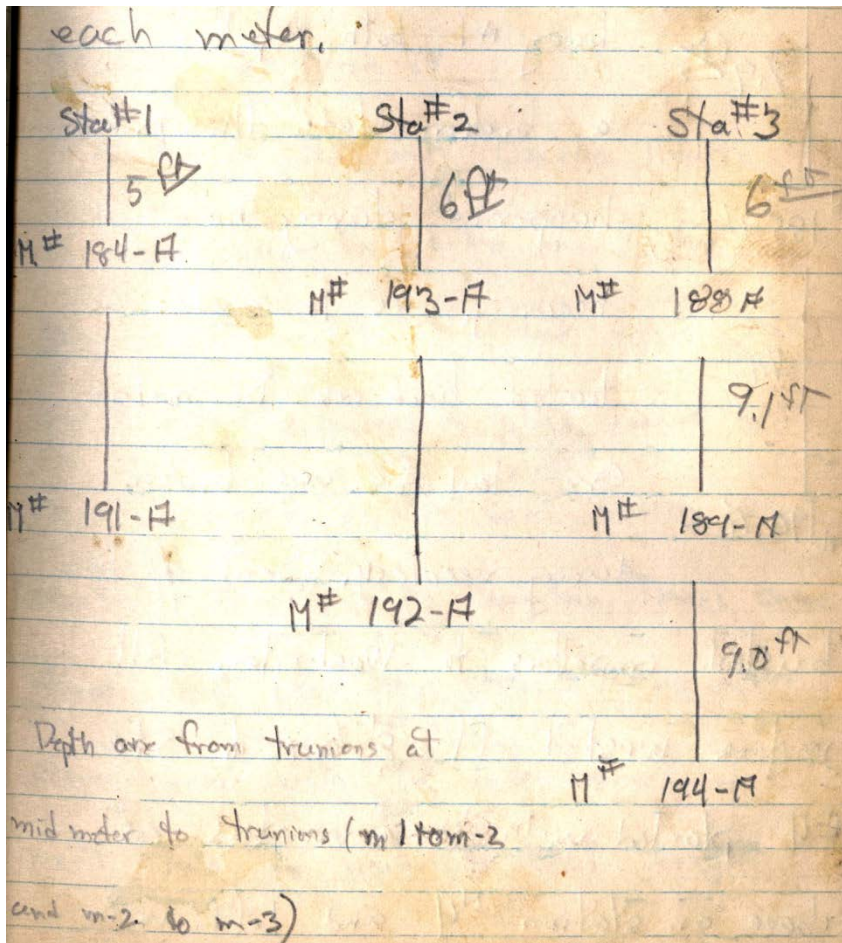 each meter.
Sta#1 Sta#2 Sta#3
5 ft 6 ft 6 ft
M# 184-A
M# 193-A M# 188 A
9.1 ft
M# 191-A M# 189-A
M# 192-A
9.0 ft
Depth are from trunions at
M# 194-A
mid meter to trunions (m 1 to m-2
and m-2 to m-3)